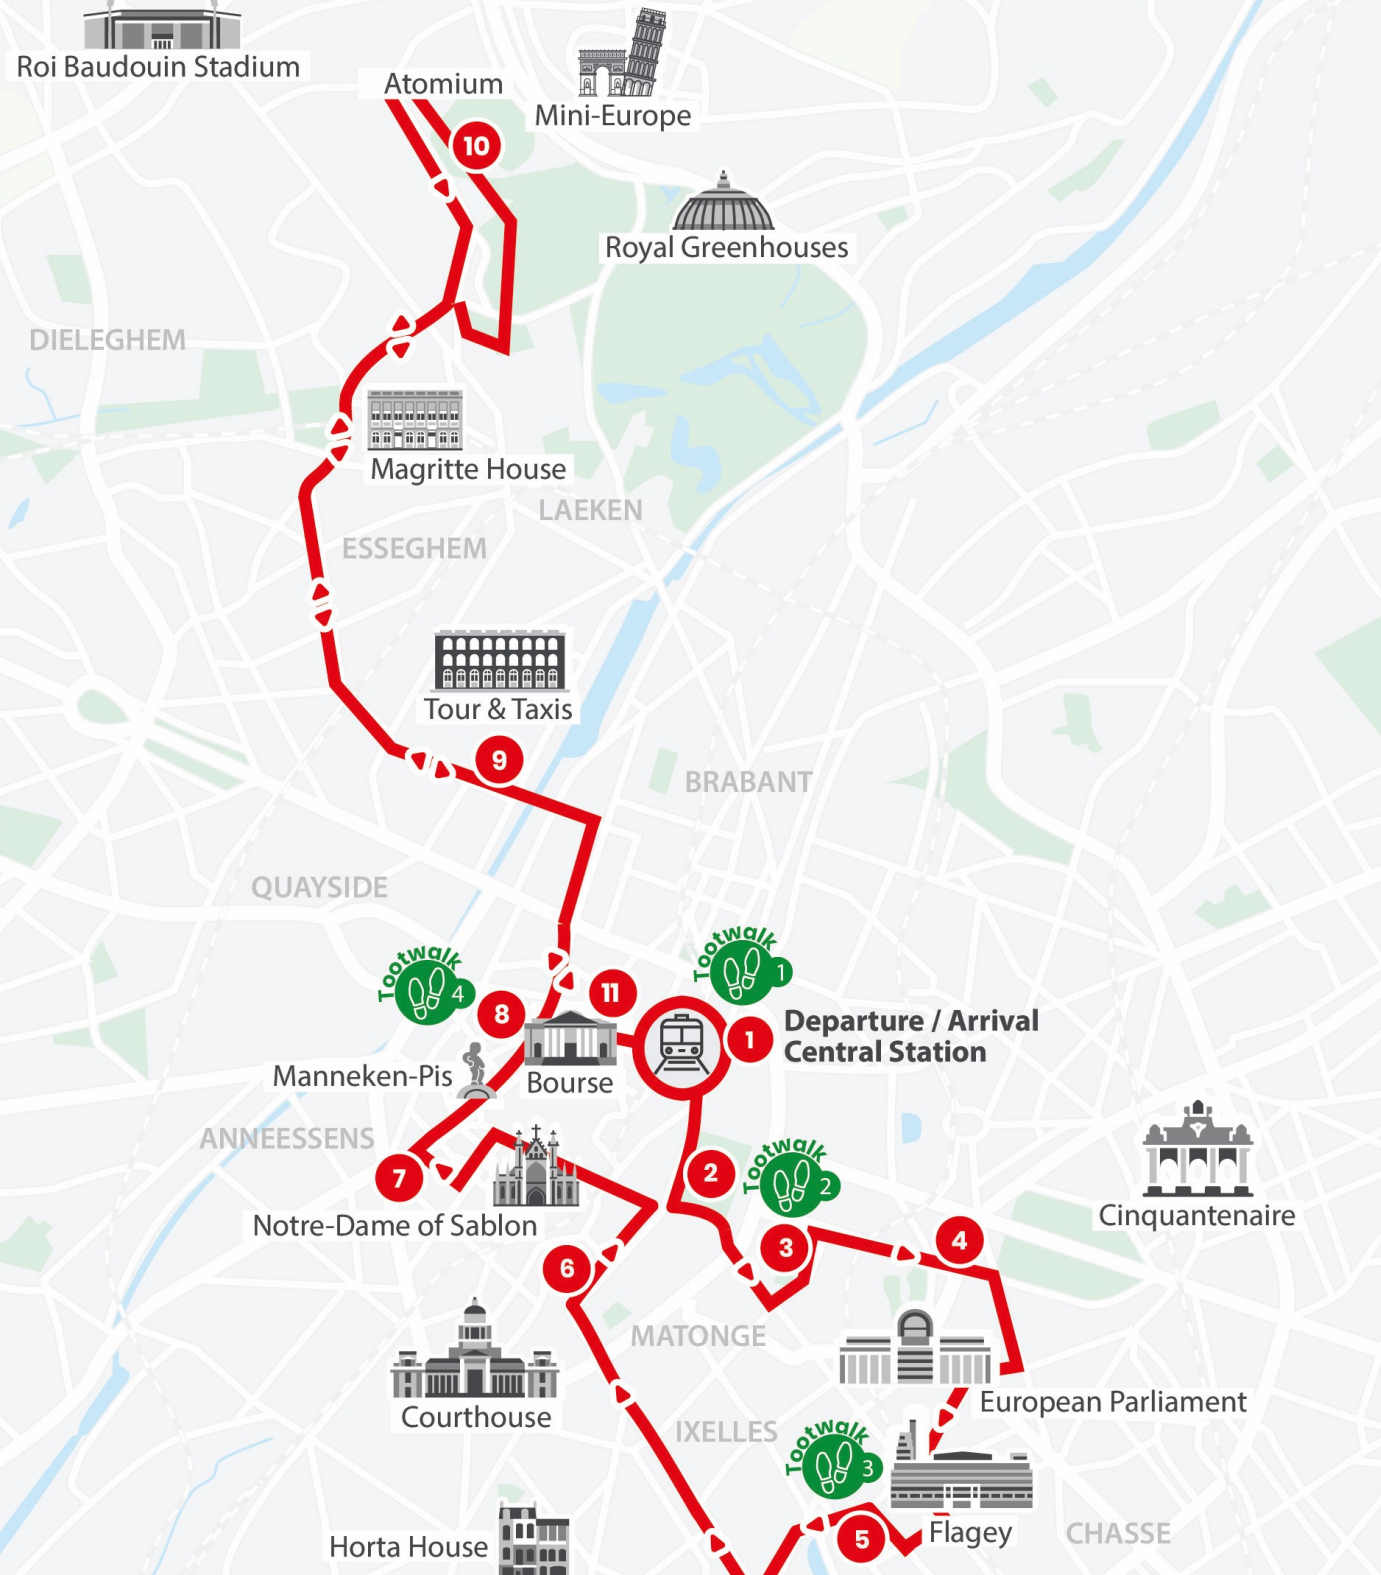 Roi Baudouin Stadium
Atomium
Mini-Europe
10
Royal Greenhouses
DIELEGHEM
Magritte House
LAEKEN
ESSEGHEM
Tour & Taxis
9
BRABANT
QUAYSIDE
Tootwalk
1
Tootwalk
4
11
8
1
Departure / Arrival
Central Station
Manneken-Pis
Bourse
ANNEESSENS
7
2
Tootwalk
2
Notre-Dame of Sablon
Cinquantenaire
3
4
6
MATONGE
Courthouse
European Parliament
IXELLES
Tootwalk
3
Flagey
5
CHASSE
Horta House